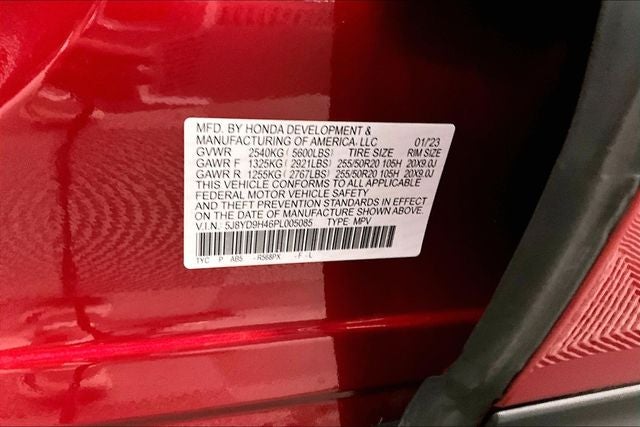 MFD. BY HONDA DEVELOPMENT &
MANUFACTURING OF AMERICA, LLC 01/'23
GVWR 2540KG ( 5600LBS) TIRE SIZE RIM SIZE
GAWR F 1325KG ( 2921LBS) 255/50R20 105H 20X9.0J
GAWR R 1255KG ( 2767LBS) 255/50R20 105H 20X9.0J
THIS VEHICLE CONFORMS TO ALL APPLICABLE
FEDERAL MOTOR VEHICLE SAFETY
AND THEFT PREVENTION STANDARDS IN EFFECT
ON THE DATE OF MANUFACTURE SHOWN ABOVE.
V.I.N.: 5J8YD9H46PL005085 TYPE: MPV
TYC P AB5 - R568PX - F - L